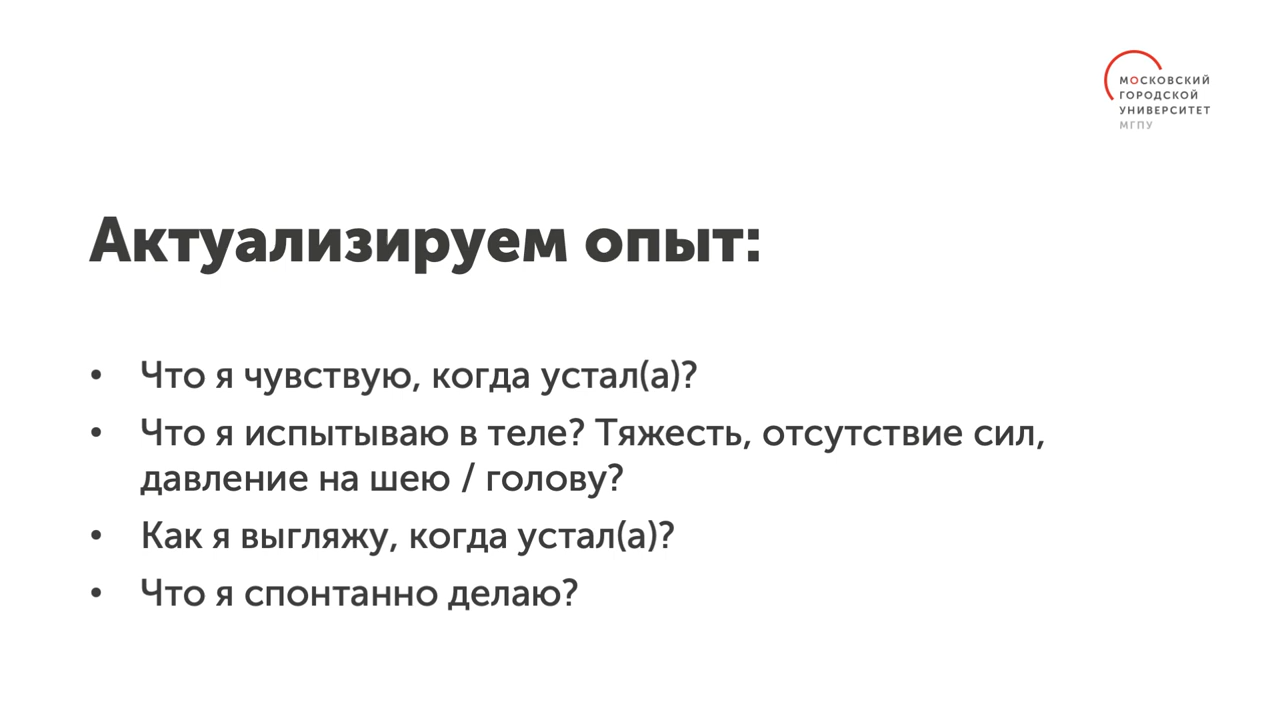 МОСКОВСКИЙ
ГОРОДСКОЙ
УНИВЕРСИТЕТ
МГПУ
Актуализируем опыт:
• Что я чувствую, когда устал(а)?
• Что я испытываю в теле? Тяжесть, отсутствие сил,
давление на шею / голову?
• Как я выгляжу, когда устал(а)?
• Что я спонтанно делаю?